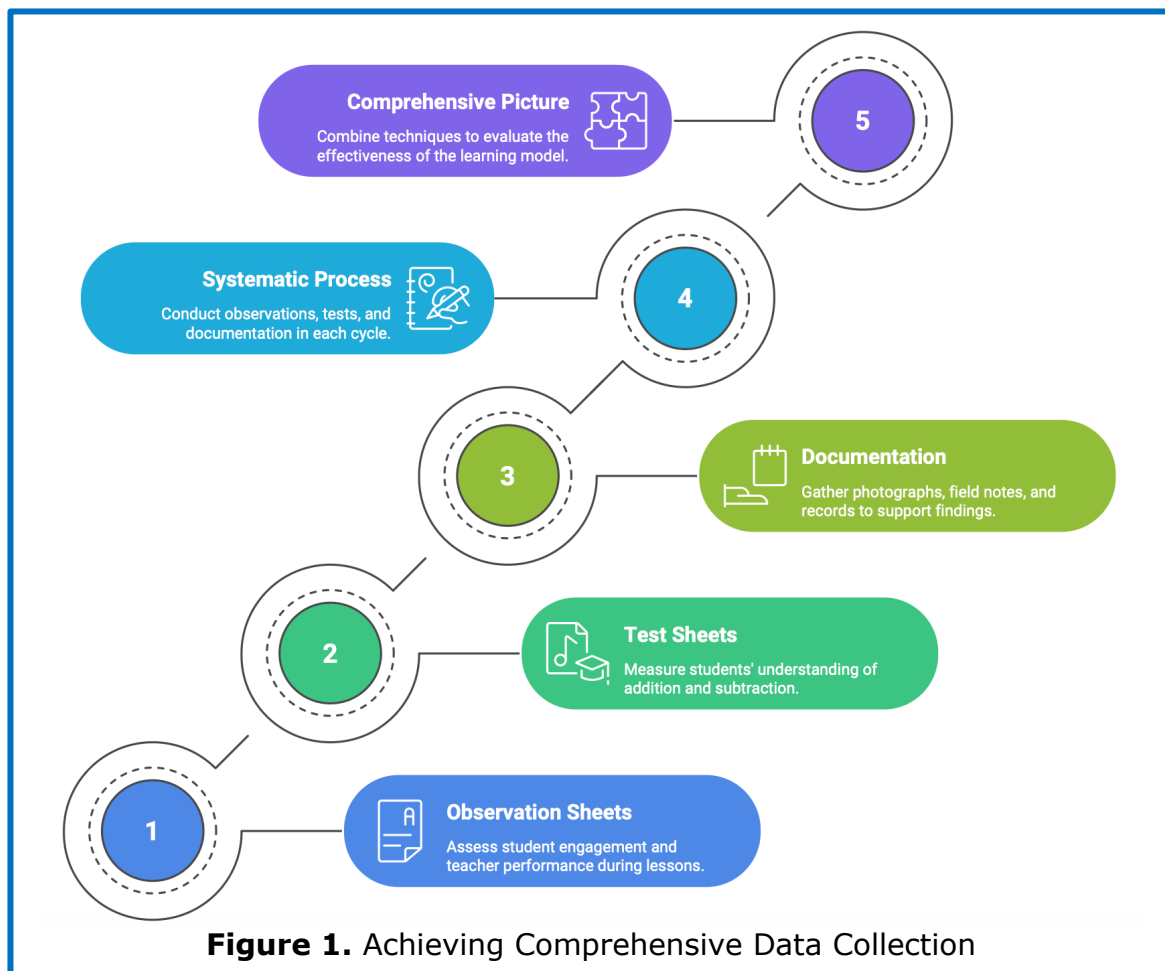 Comprehensive Picture
Combine techniques to evaluate the
effectiveness of the learning model.
5
Systematic Process
Conduct observations, tests, and
documentation in each cycle.
4
3
Documentation
Gather photographs, field notes, and
records to support findings.
2
Test Sheets
Measure students' understanding of
addition and subtraction.
1
A
Observation Sheets
Assess student engagement and
teacher performance during lessons.
Figure 1. Achieving Comprehensive Data Collection